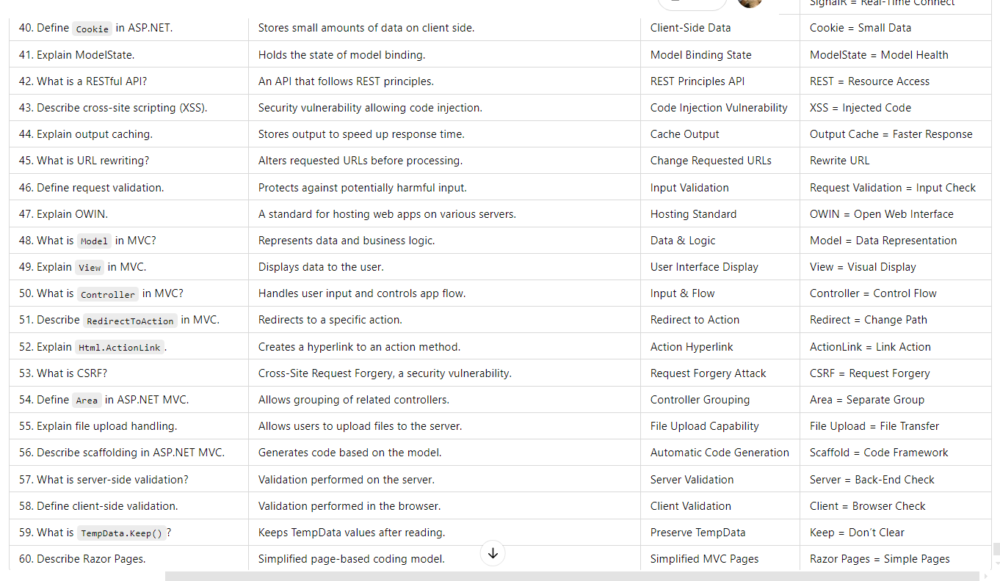 SignalR = Real-Time Connect
40. Define Cookie in ASP.NET. Stores small amounts of data on client side. Client-Side Data Cookie = Small Data
41. Explain ModelState. Holds the state of model binding. Model Binding State ModelState = Model Health
42. What is a RESTful API? An API that follows REST principles. REST Principles API REST = Resource Access
43. Describe cross-site scripting (XSS). Security vulnerability allowing code injection. Code Injection Vulnerability XSS = Injected Code
44. Explain output caching. Stores output to speed up response time. Cache Output Output Cache = Faster Response
45. What is URL rewriting? Alters requested URLs before processing. Change Requested URLs Rewrite URL
46. Define request validation. Protects against potentially harmful input. Input Validation Request Validation = Input Check
47. Explain OWIN. A standard for hosting web apps on various servers. Hosting Standard OWIN = Open Web Interface
48. What is Model in MVC? Represents data and business logic. Data & Logic Model = Data Representation
49. Explain View in MVC. Displays data to the user. User Interface Display View = Visual Display
50. What is Controller in MVC? Handles user input and controls app flow. Input & Flow Controller = Control Flow
51. Describe RedirectToAction in MVC. Redirects to a specific action. Redirect to Action Redirect = Change Path
52. Explain Html.ActionLink. Creates a hyperlink to an action method. Action Hyperlink ActionLink = Link Action
53. What is CSRF? Cross-Site Request Forgery, a security vulnerability. Request Forgery Attack CSRF = Request Forgery
54. Define Area in ASP.NET MVC. Allows grouping of related controllers. Controller Grouping Area = Separate Group
55. Explain file upload handling. Allows users to upload files to the server. File Upload Capability File Upload = File Transfer
56. Describe scaffolding in ASP.NET MVC. Generates code based on the model. Automatic Code Generation Scaffold = Code Framework
57. What is server-side validation? Validation performed on the server. Server Validation Server = Back-End Check
58. Define client-side validation. Validation performed in the browser. Client Validation Client = Browser Check
59. What is TempData.Keep()? Keeps TempData values after reading. Preserve TempData Keep = Don't Clear
60. Describe Razor Pages. Simplified page-based coding model. Simplified MVC Pages Razor Pages = Simple Pages